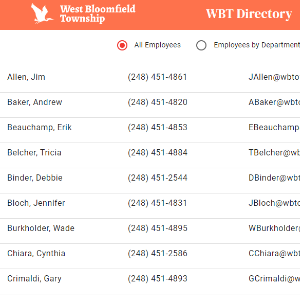 West Bloomfield
Township
WBT Directory
All Employees
Employees by Department
Allen, Jim (248) 451-4861 JAllen@wbto
Baker, Andrew (248) 451-4820 ABaker@wbto
Beauchamp, Erik (248) 451-4853 EBeauchamp
Belcher, Tricia (248) 451-4884 TBelcher@wb
Binder, Debbie (248) 451-2544 DBinder@wb
Bloch, Jennifer (248) 451-4831 JBloch@wbto
Burkholder, Wade (248) 451-4895 WBurkholder
Chiara, Cynthia (248) 451-2586 CChiara@wbt
Crimaldi, Gary (248) 451-4893 GCrimaldi@w